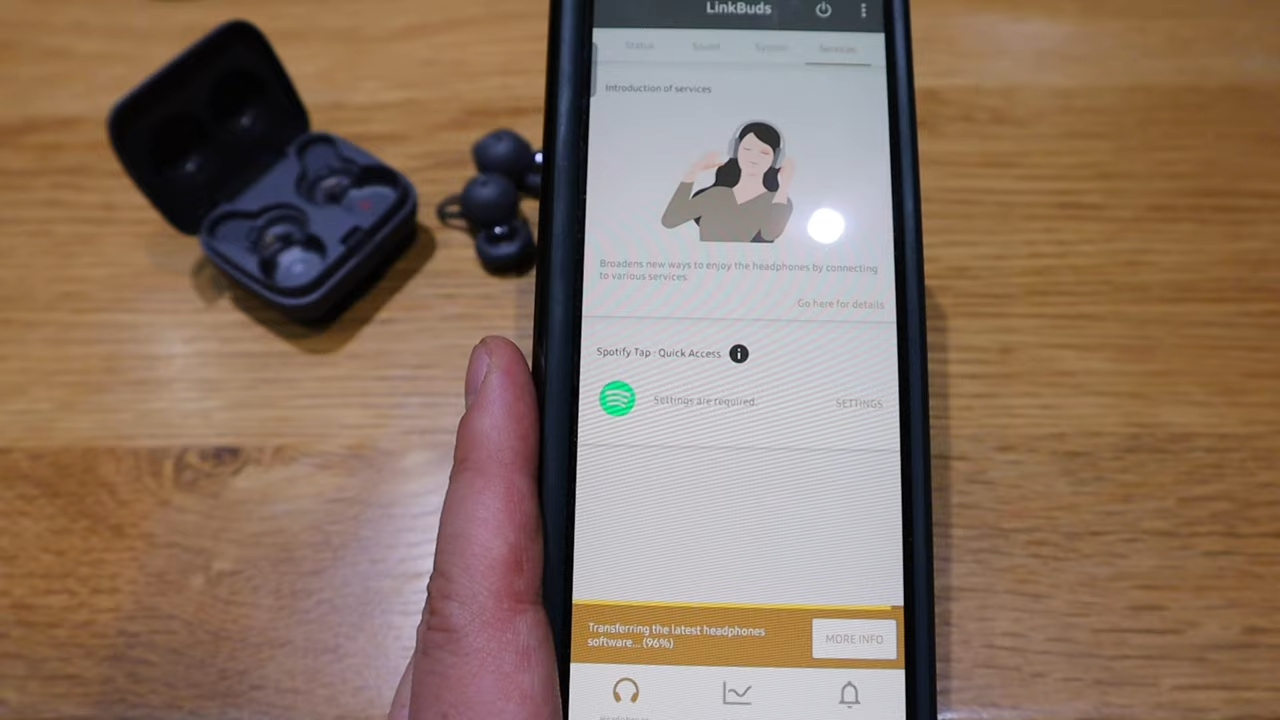 LinkBuds
Status Sound System Services
Introduction of services
Broadens new ways to enjoy the headphones by connecting
to various services.
Go here for details
Spotify Tap : Quick Access
Settings are required. SETTINGS
Transferring the latest headphones
software... (96%)
MORE INFO